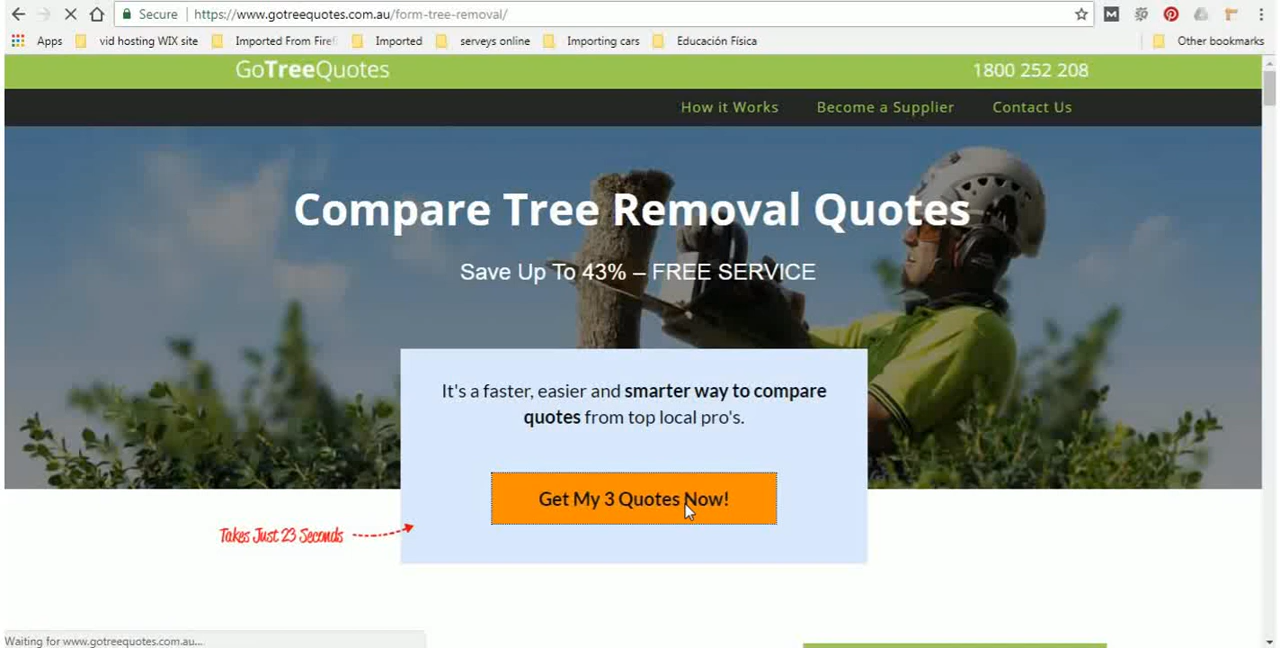 Secure
https://www.gotreequotes.com.au/form-tree-removal/
Apps
vid hosting WIX site
Imported From Firef
Imported
serveys online
Importing cars
Educación Física
Other bookmarks
GoTreeQuotes
1800 252 208
How it Works
Become a Supplier
Contact Us
Compare Tree Removal Quotes
Save Up To 43% – FREE SERVICE
It's a faster, easier and smarter way to compare
quotes from top local pro's.
Get My 3 Quotes Now!
Takes Just 23 Seconds
Waiting for www.gotreequotes.com.au...